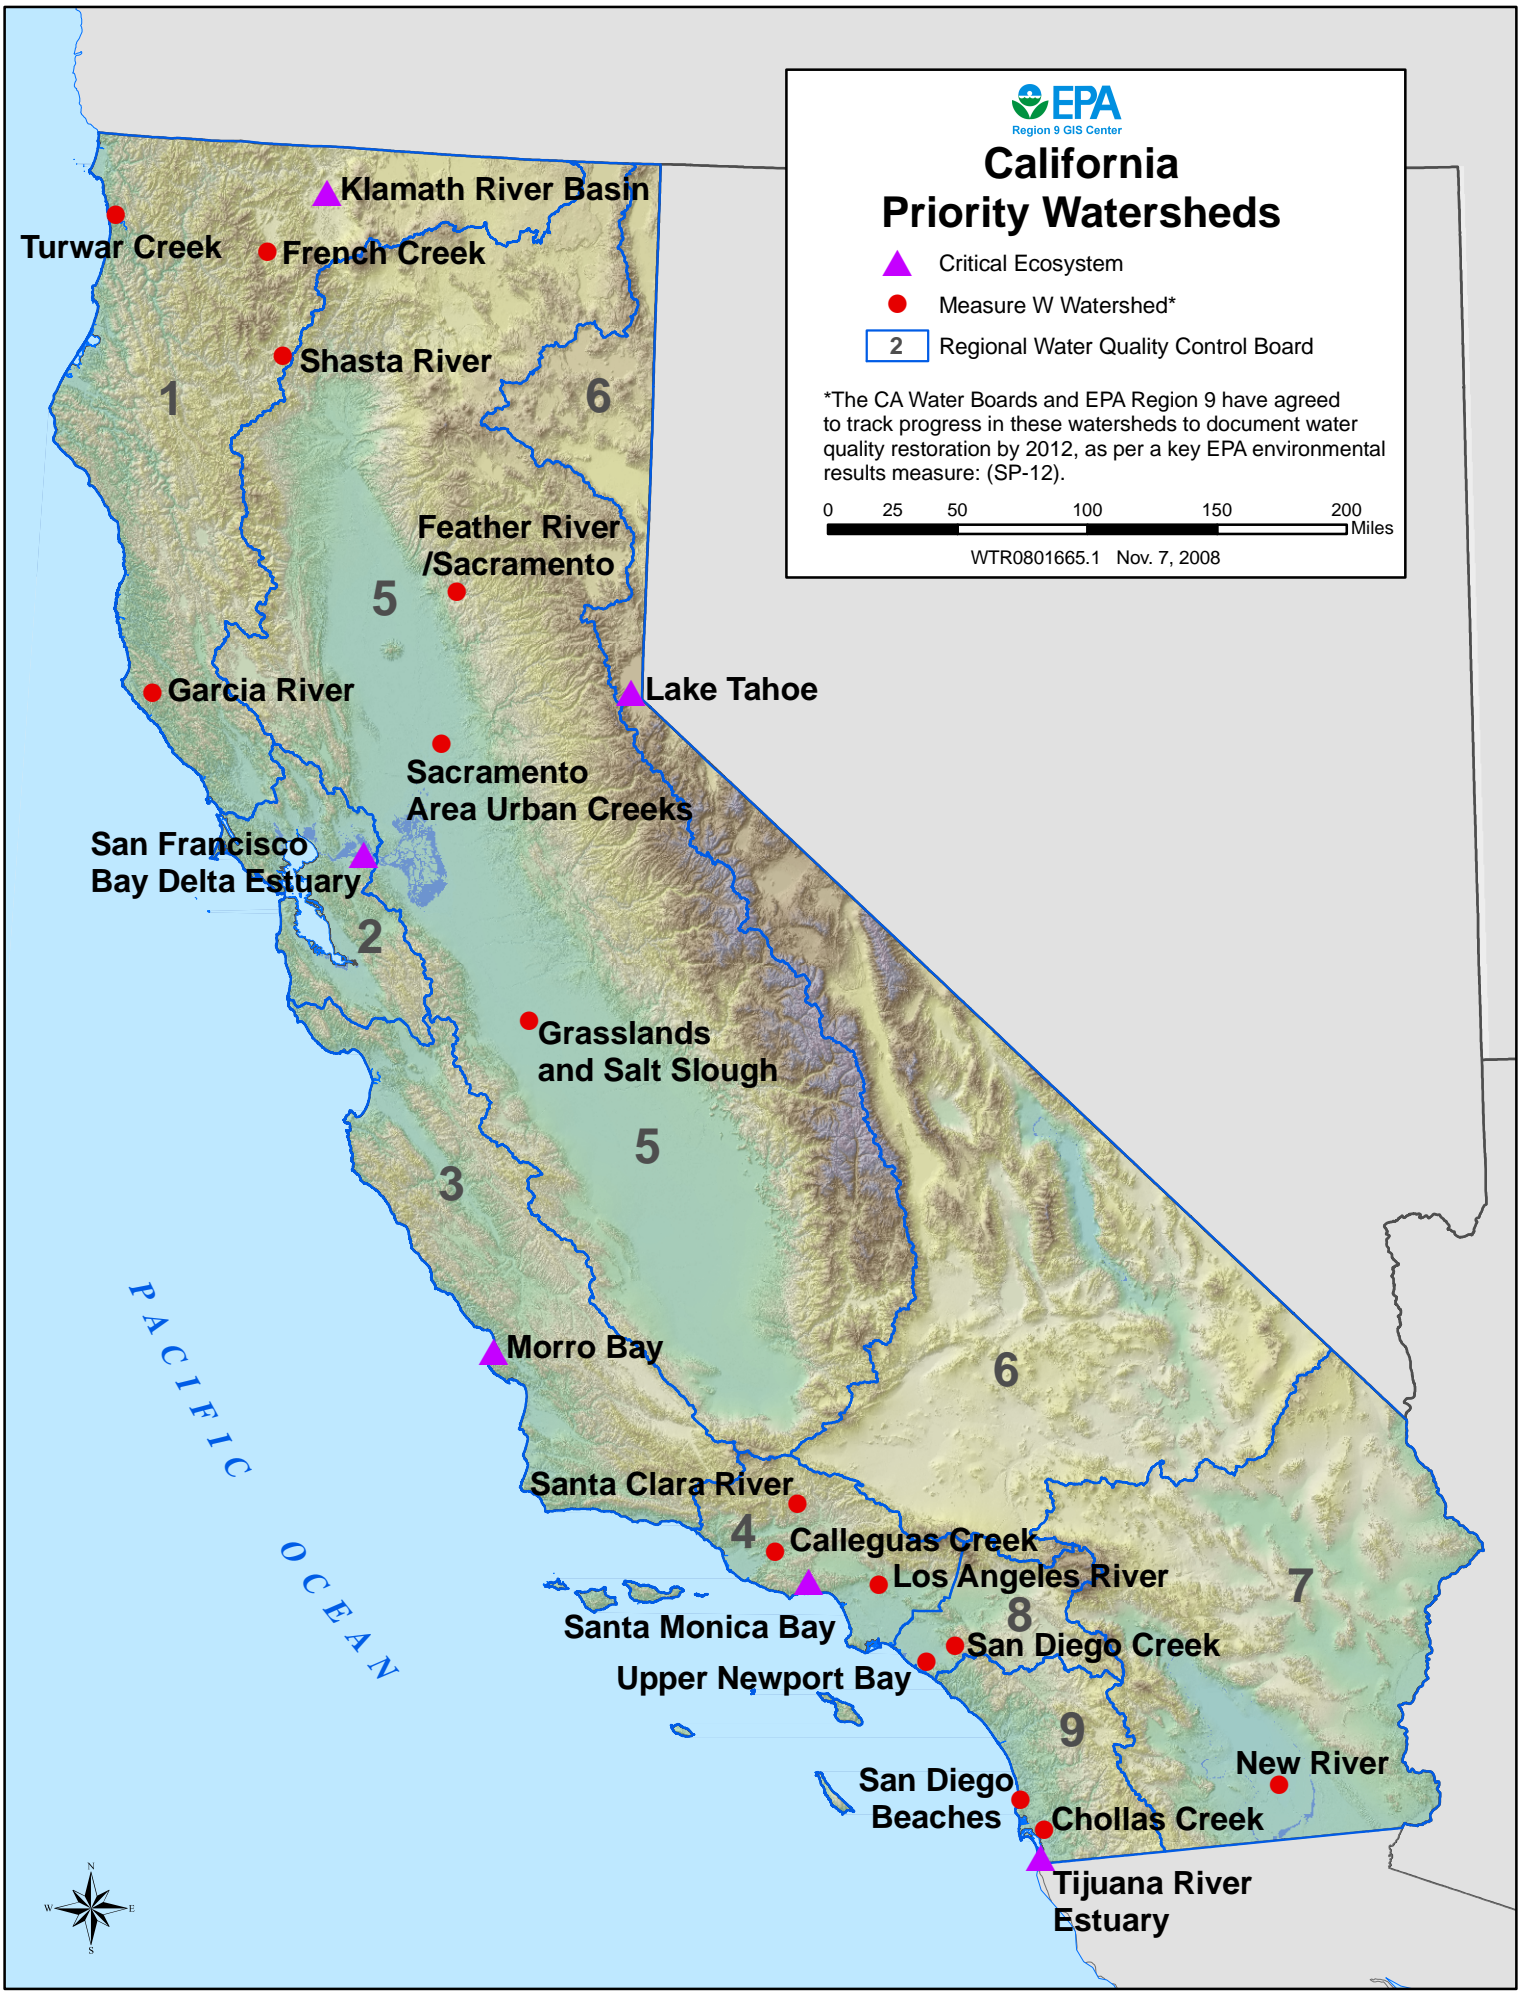 EPA
Region 9 GIS Center
California
Priority Watersheds
Critical Ecosystem
Measure W Watershed*
2
Regional Water Quality Control Board
*The CA Water Boards and EPA Region 9 have agreed
to track progress in these watersheds to document water
quality restoration by 2012, as per a key EPA environmental
results measure: (SP-12).
0 25 50 100 150 200
Miles
WTR0801665.1 Nov. 7, 2008
Klamath River Basin
Turwar Creek
French Creek
Shasta River
1
6
Feather River
/Sacramento
5
Garcia River
Lake Tahoe
Sacramento
Area Urban Creeks
San Francisco
Bay Delta Estuary
2
Grasslands
and Salt Slough
5
3
Morro Bay
6
PACIFIC
OCEAN
Santa Clara River
4
Calleguas Creek
Los Angeles River
7
8
Santa Monica Bay
San Diego Creek
Upper Newport Bay
9
New River
San Diego
Beaches
Chollas Creek
Tijuana River
Estuary
N
W
E
S